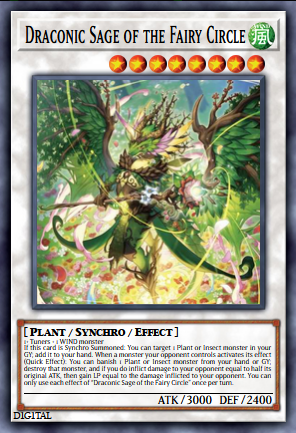 DRACONIC SAGE OF THE FAIRY CIRCLE
風
[ PLANT / SYNCHRO / EFFECT ]
1+ Tuners + 1 WIND monster
If this card is Synchro Summoned: You can target 1 Plant or Insect monster in your
GY; add it to your hand. When a monster your opponent controls activates its effect
(Quick Effect): You can banish 1 Plant or Insect monster from your hand or GY;
destroy that monster, and if you do inflict damage to your opponent equal to half its
original ATK, then gain LP equal to the damage inflicted to your opponent. You can
only use each effect of "Draconic Sage of the Fairy Circle" once per turn.
ATK/3000 DEF/2400
DIGITAL